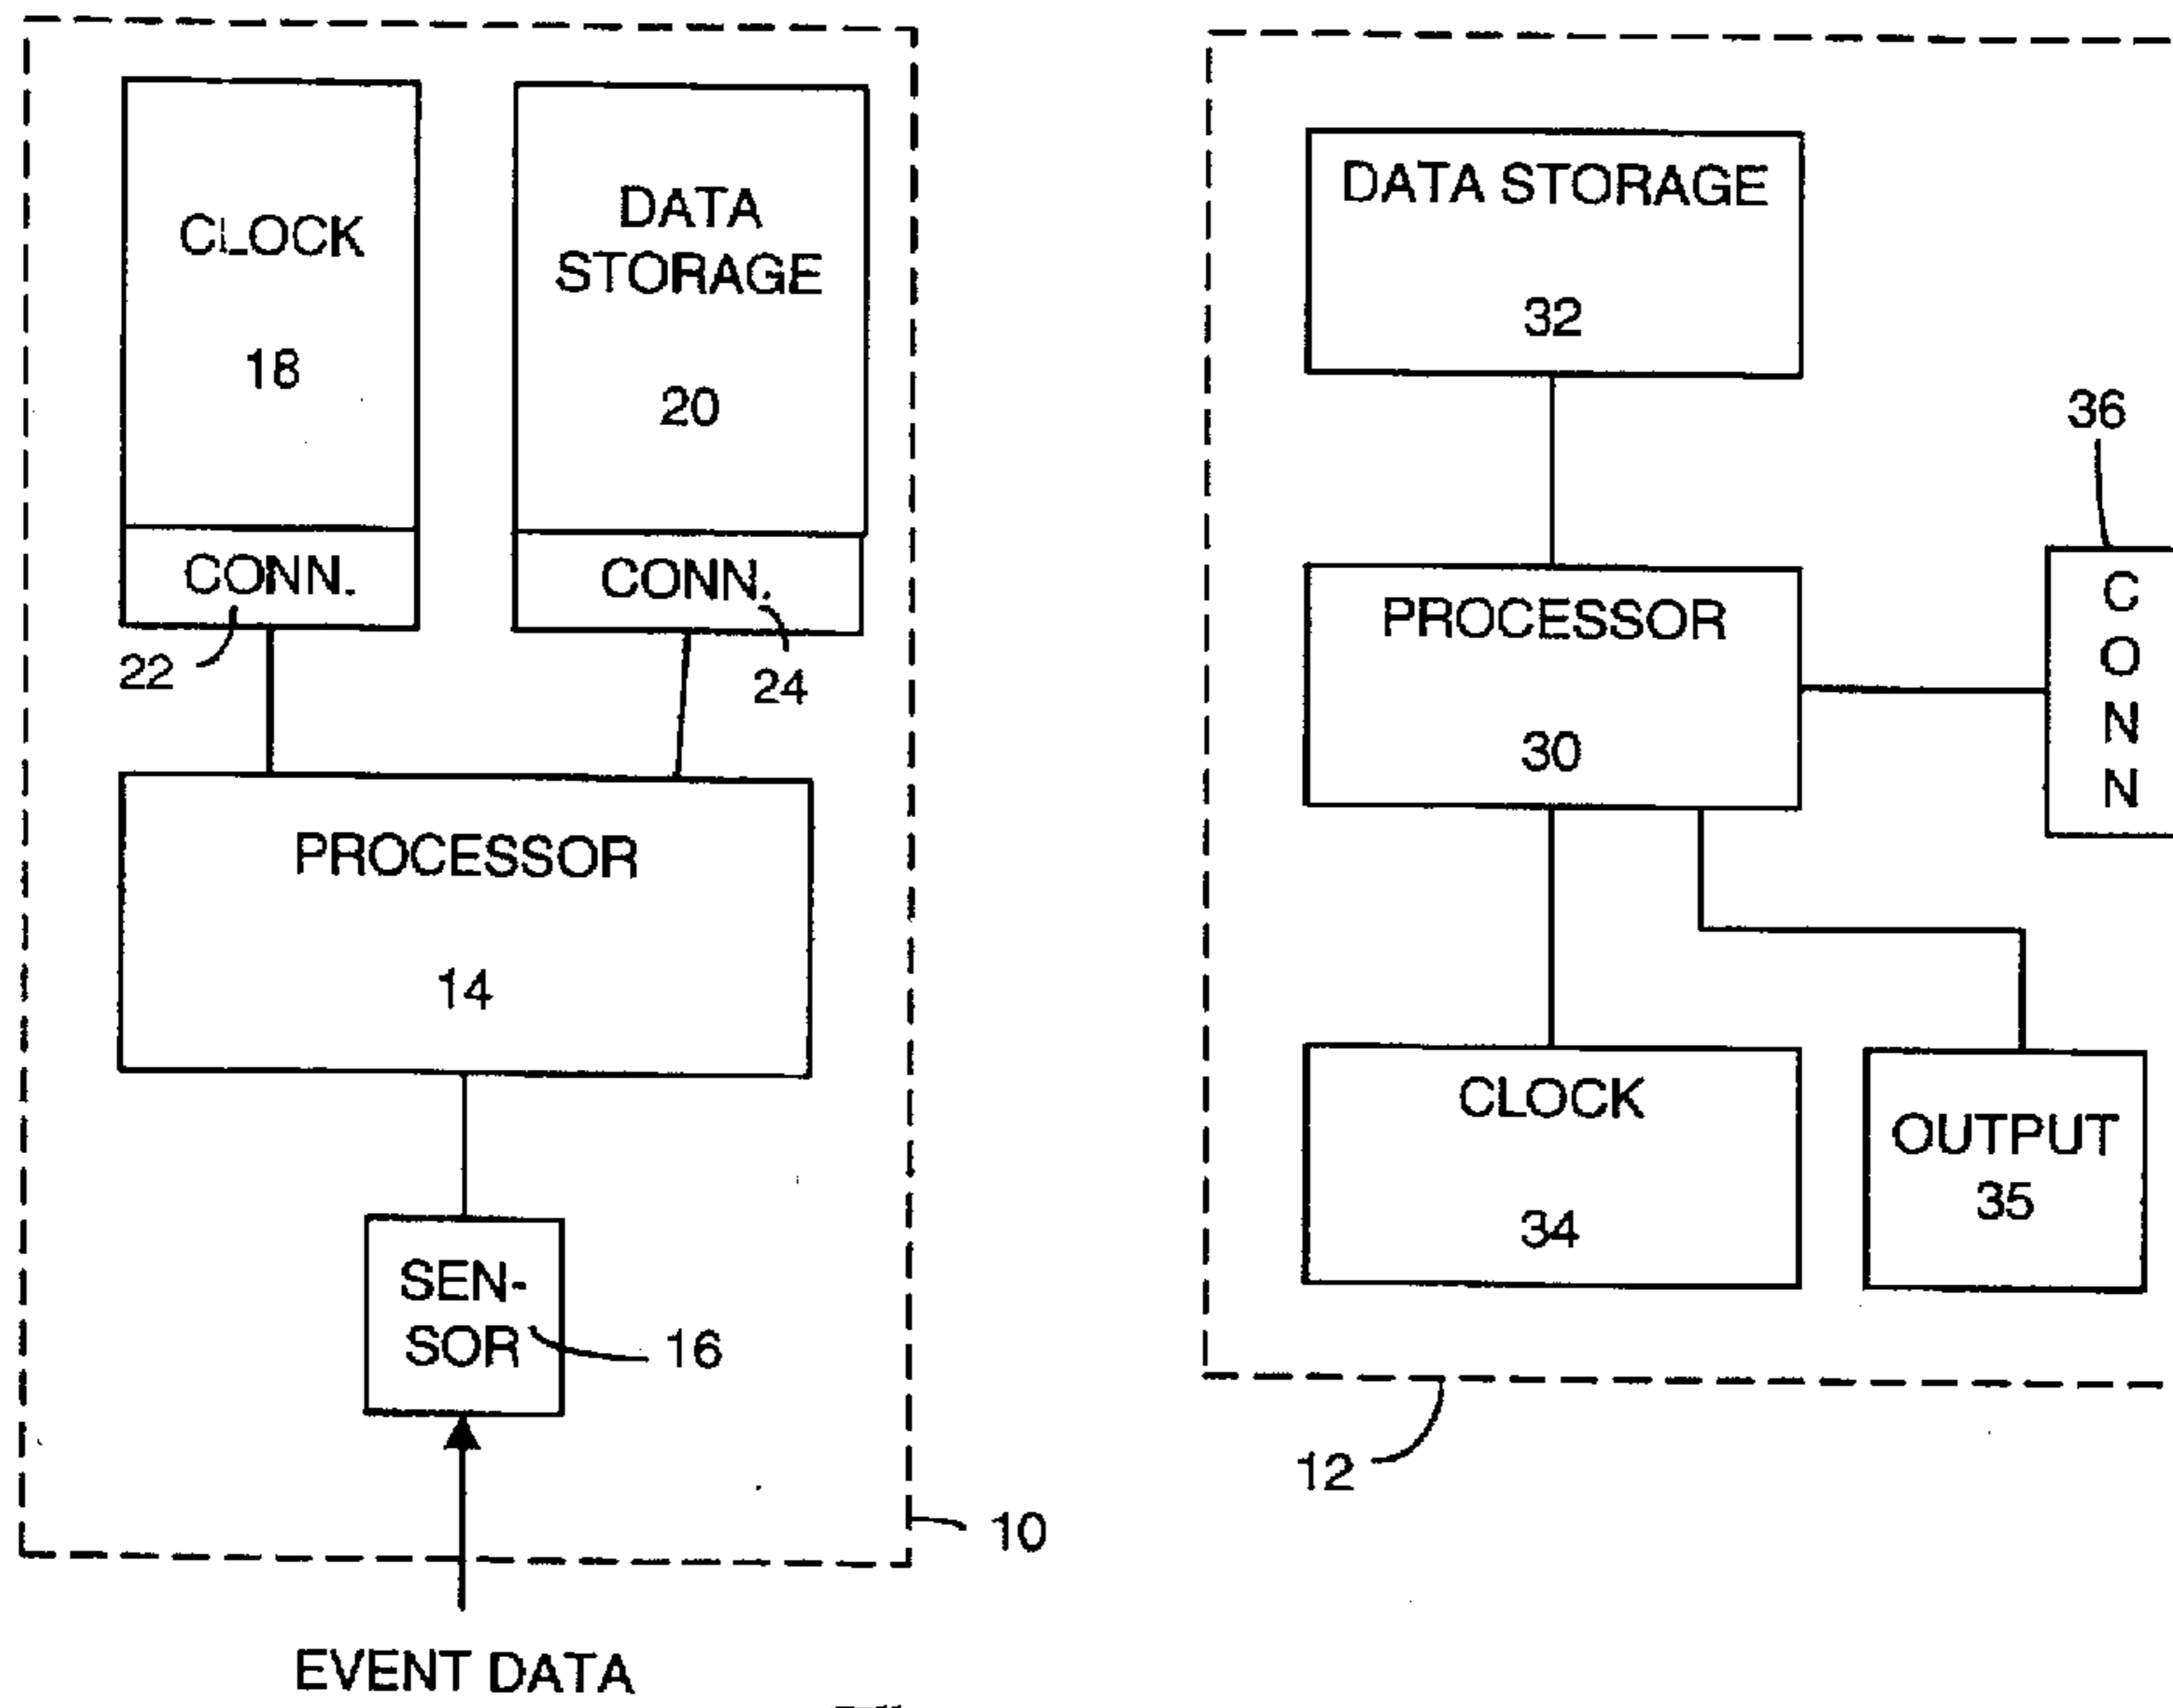 CLOCK
18
CONN.
22
DATA
STORAGE
20
CONN.
24
PROCESSOR
14
SEN-
SOR
16
10
EVENT DATA
DATA STORAGE
32
36
PROCESSOR
30
C
O
N
N
CLOCK
34
OUTPUT
35
12